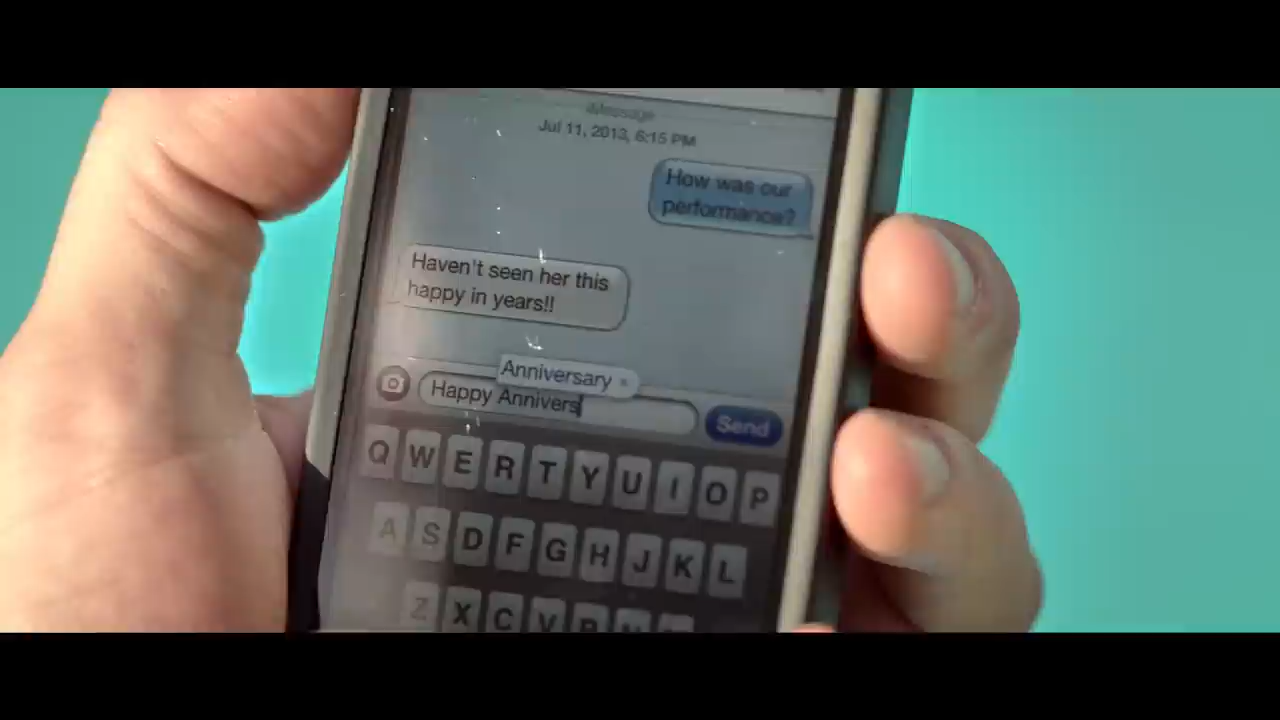 iMessage
Jul 11, 2013, 6:15 PM
How was our
performance?
Haven't seen her this
happy in years!!
Anniversary ×
Happy Annivers
Send
Q W E R T Y U I O P
A S D F G H J K L
Z X C V B N